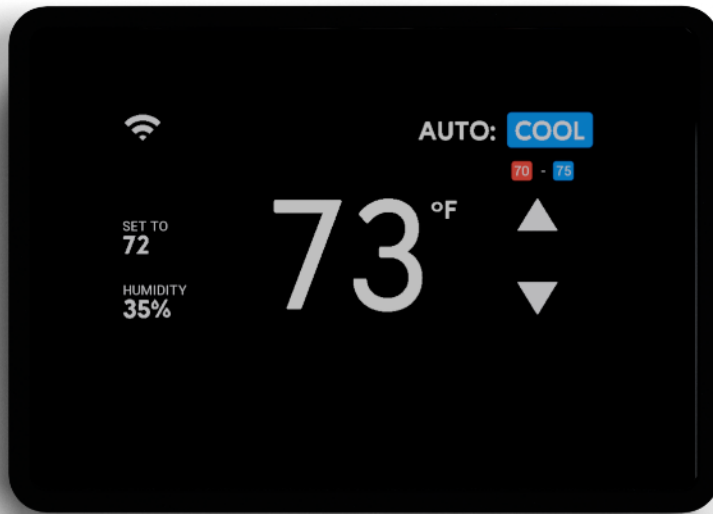 AUTO: COOL
70 - 75
SET TO
72
73 °F
HUMIDITY
35%